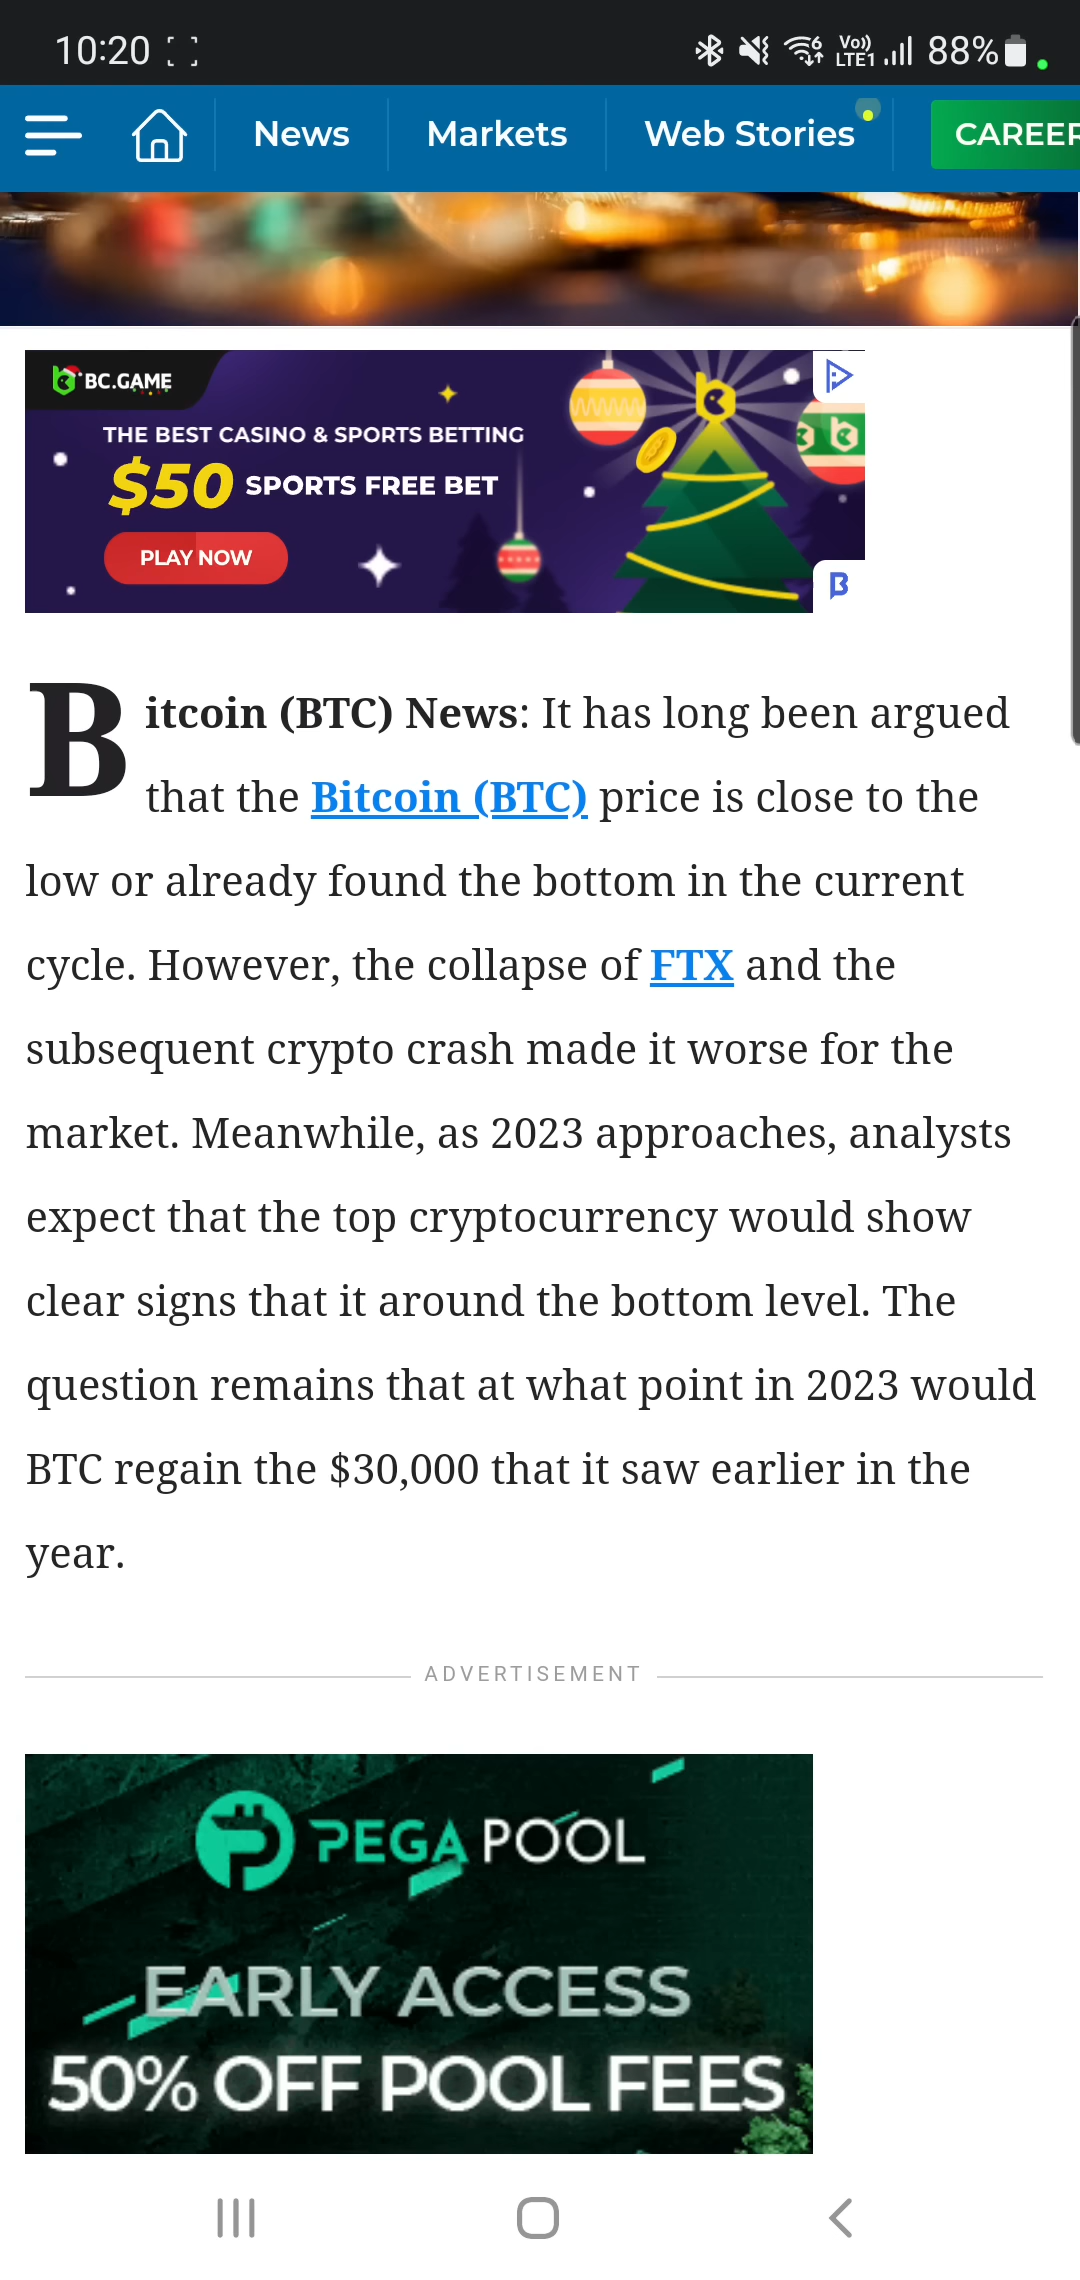 10:20
Vo)) LTE1 88%
News Markets Web Stories CAREER
BC.GAME
THE BEST CASINO & SPORTS BETTING
$50 SPORTS FREE BET
PLAY NOW
Bitcoin (BTC) News: It has long been argued
that the Bitcoin (BTC) price is close to the
low or already found the bottom in the current
cycle. However, the collapse of FTX and the
subsequent crypto crash made it worse for the
market. Meanwhile, as 2023 approaches, analysts
expect that the top cryptocurrency would show
clear signs that it around the bottom level. The
question remains that at what point in 2023 would
BTC regain the $30,000 that it saw earlier in the
year.
ADVERTISEMENT
PEGA POOL
EARLY ACCESS
50% OFF POOL FEES